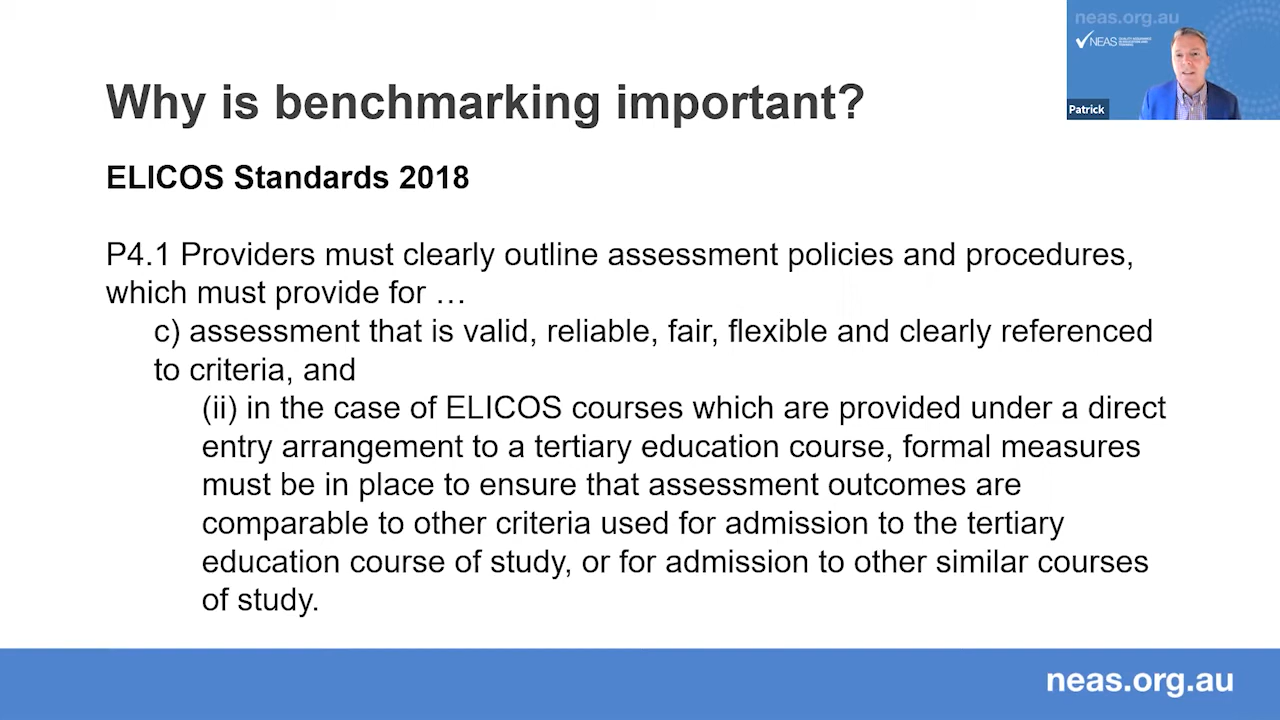 neas.org.au
NEAS
Patrick
Why is benchmarking important?
ELICOS Standards 2018
P4.1 Providers must clearly outline assessment policies and procedures,
which must provide for …
c) assessment that is valid, reliable, fair, flexible and clearly referenced
to criteria, and
(ii) in the case of ELICOS courses which are provided under a direct
entry arrangement to a tertiary education course, formal measures
must be in place to ensure that assessment outcomes are
comparable to other criteria used for admission to the tertiary
education course of study, or for admission to other similar courses
of study.
neas.org.au